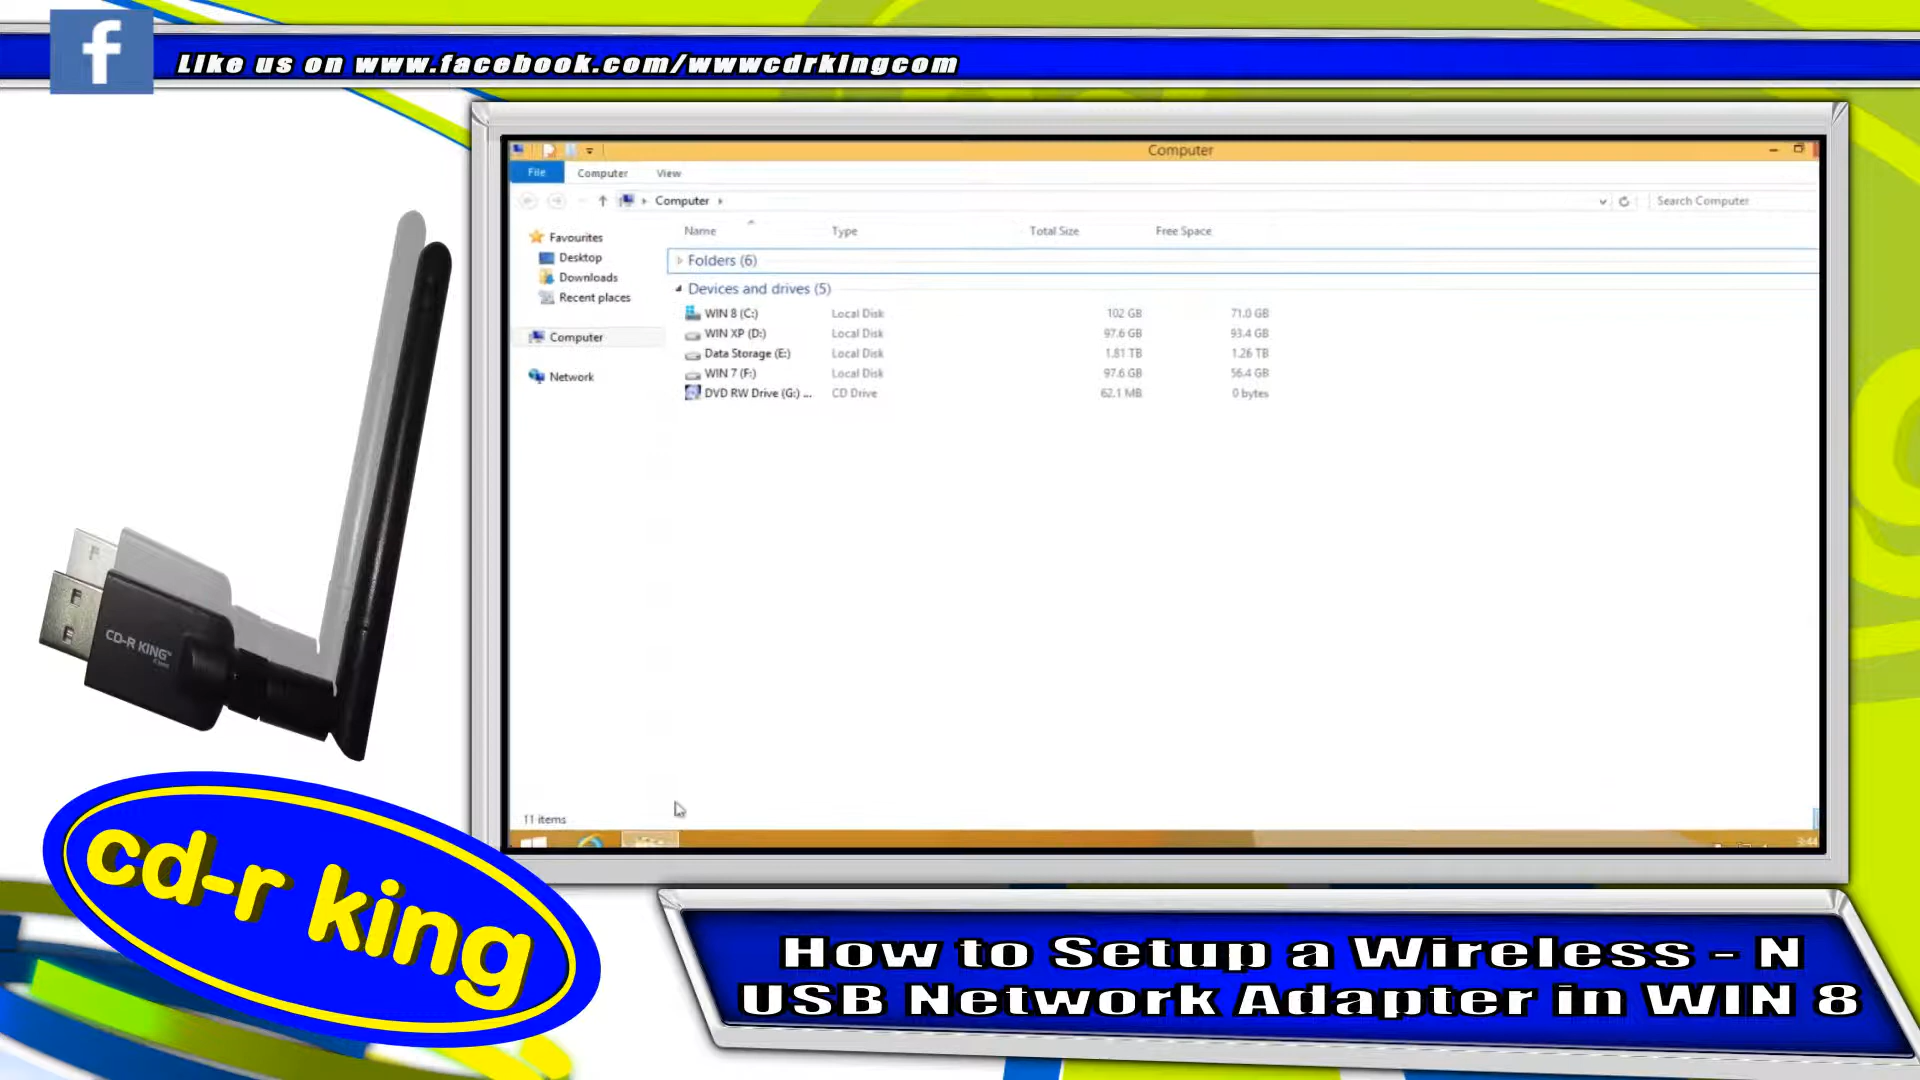 f
Like us on www.facebook.com/wwwcdrkingcom
Computer
File Computer View
Computer
Search Computer
Name Type Total Size Free Space
Favourites
Desktop
Downloads
Recent places
Computer
Network
Folders (6)
Devices and drives (5)
WIN 8 (C:) Local Disk 102 GB 71.0 GB
WIN XP (D:) Local Disk 97.6 GB 93.4 GB
Data Storage (E:) Local Disk 1.81 TB 1.26 TB
WIN 7 (F:) Local Disk 97.6 GB 56.4 GB
DVD RW Drive (G:) ... CD Drive 62.1 MB 0 bytes
11 items
9:44
CD-R KING
cd-r king
How to Setup a Wireless - N
USB Network Adapter in WIN 8